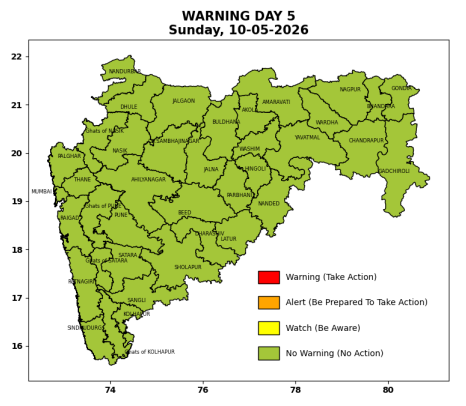 WARNING DAY 5
Sunday, 10-05-2026
22
21
20
19
18
17
16
74
76
78
80
NANDURBAR
DHULE
JALGAON
BULDHANA
AKOLA
AMARAVATI
NAGPUR
GONDIA
BHANDARA
WARDHA
YAVATMAL
CHANDRAPUR
GADCHIROLI
Ghats of NASIK
NASIK
SAMBHAJINAGAR
WASHIM
HINGOLI
JALNA
PALGHAR
THANE
AHILYANAGAR
MUMBAI
PARBHANI
NANDED
BEED
Ghats of PUNE
PUNE
RAIGAD
DHARASHIV
LATUR
SATARA
Ghats of SATARA
SHOLAPUR
RATNAGIRI
SANGLI
KOLHAPUR
SINDHUDURG
Ghats of KOLHAPUR
Warning (Take Action)
Alert (Be Prepared To Take Action)
Watch (Be Aware)
No Warning (No Action)